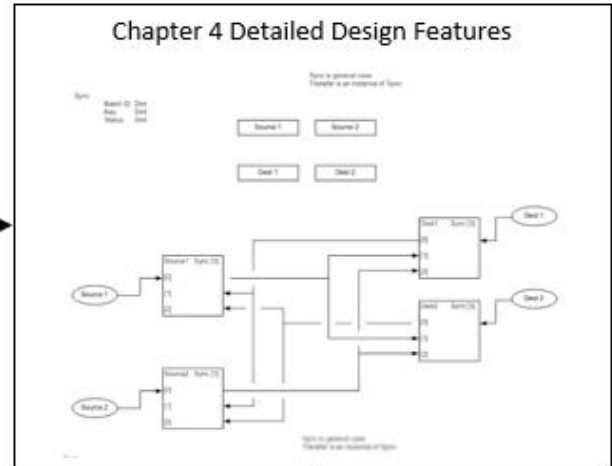 Chapter 4 Detailed Design Features
Sync is general case
Transfer is an instance of Sync
Sync
Batch ID Dint
Key Dint
Status Dint
Source 1 Source 2
Dest 1 Dest 2
Dest1 Sync [3]
Dest 1
[0]
[1]
[2]
Source1 Sync [3]
[0]
[1]
[2]
Source 1
Dest2 Sync [3]
Dest 2
[0]
[1]
[2]
Source2 Sync [3]
[0]
[1]
[2]
Source 2
Sync is general case
Transfer is an instance of Sync